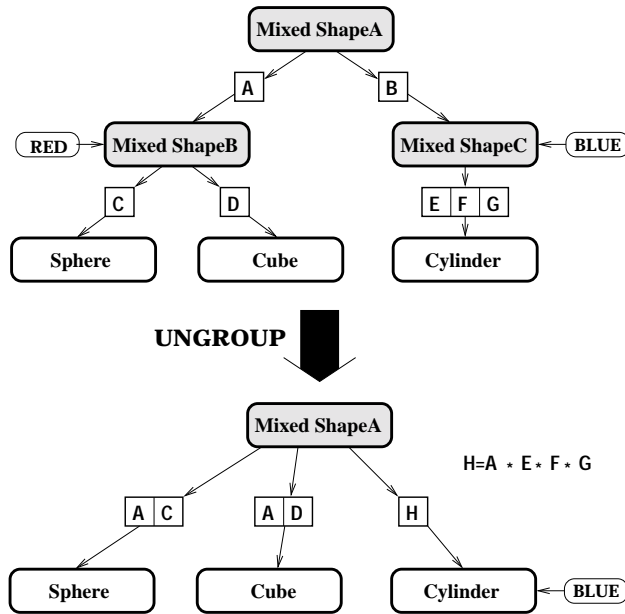 Mixed ShapeA
A
B
RED
Mixed ShapeB
Mixed ShapeC
BLUE
C
D
E F G
Sphere
Cube
Cylinder
UNGROUP
Mixed ShapeA
H=A * E * F * G
A C
A D
H
Sphere
Cube
Cylinder
BLUE